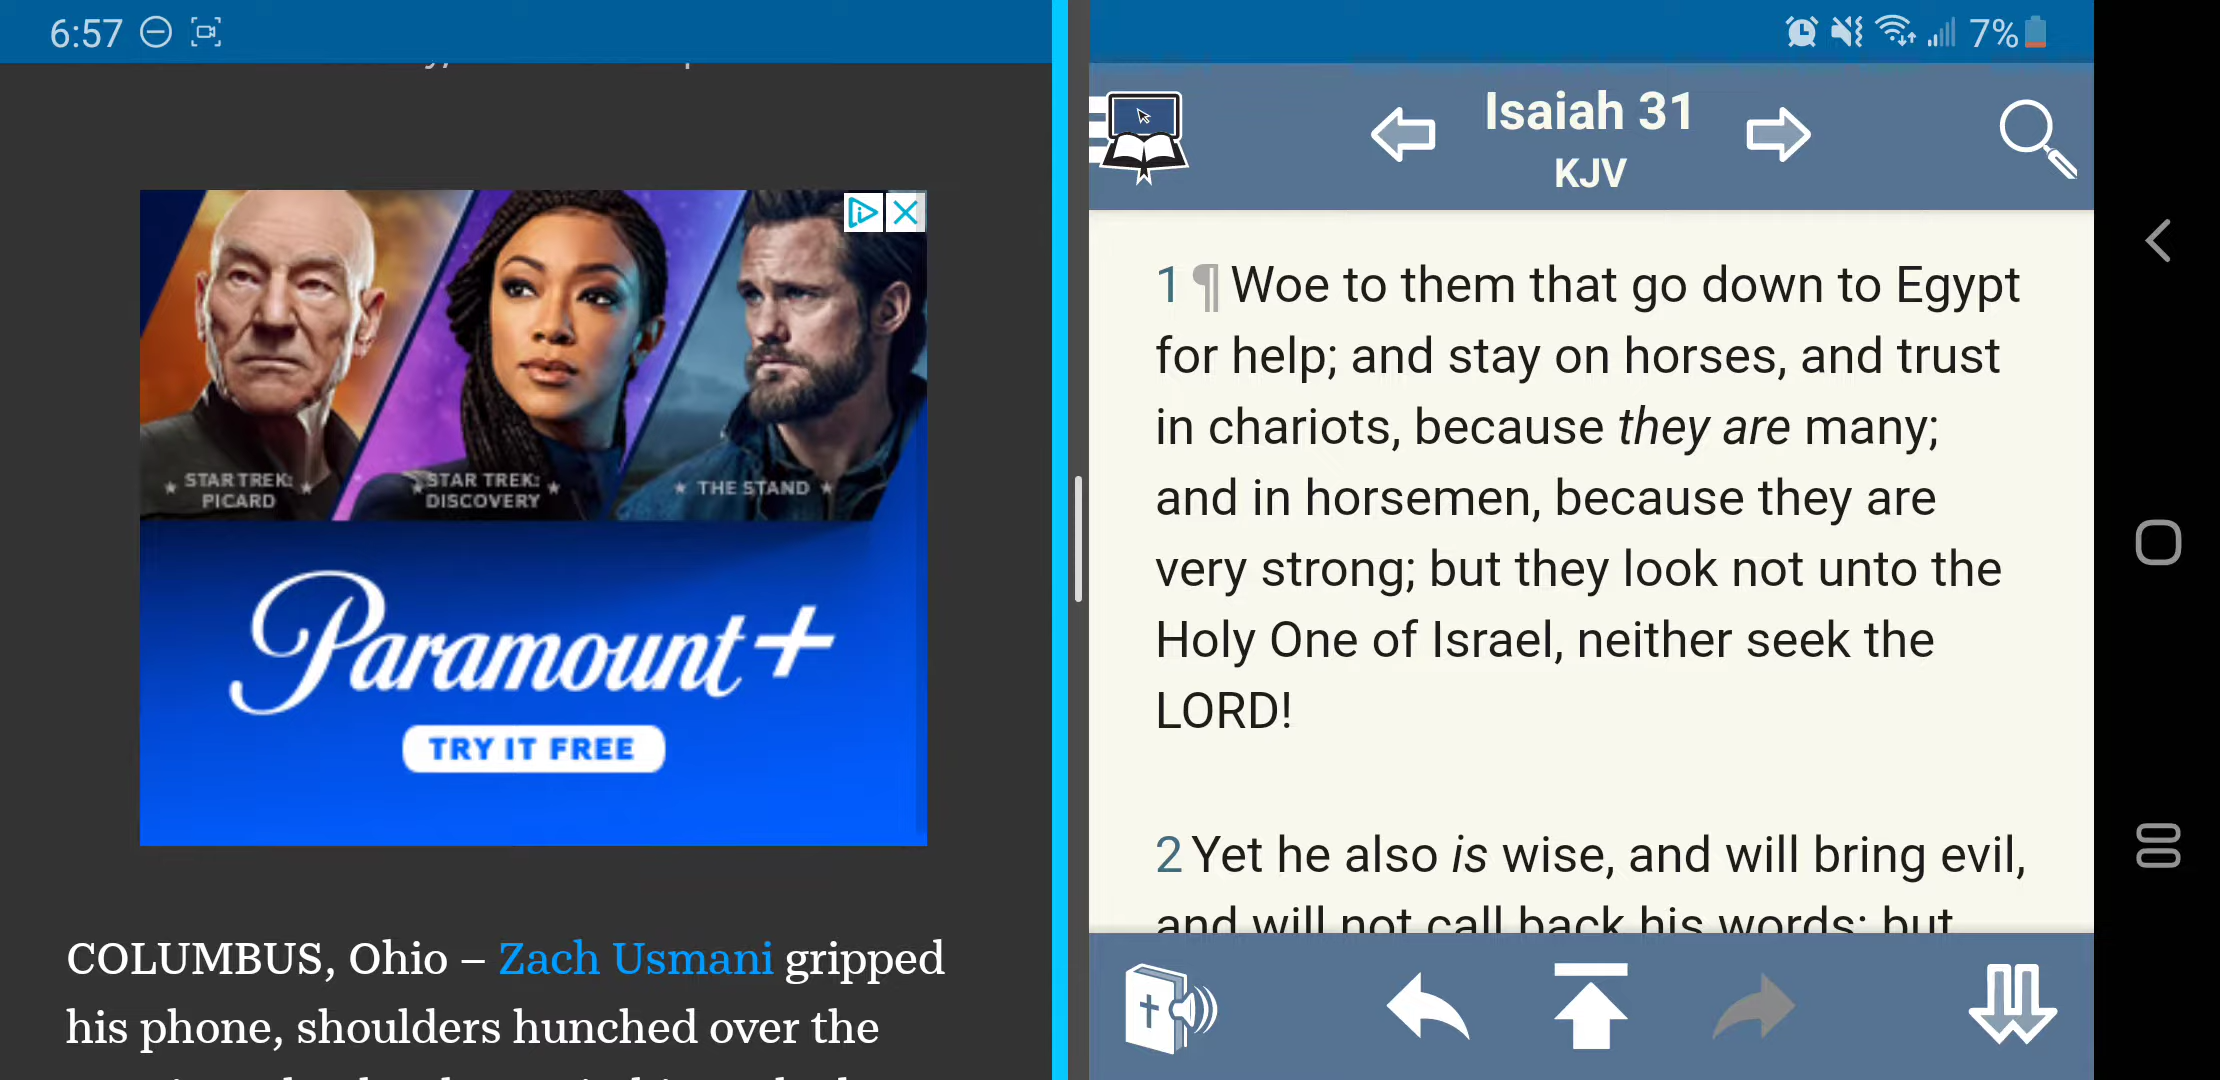 6:57
7%
STAR TREK:
PICARD
STAR TREK:
DISCOVERY
THE STAND
Paramount+
TRY IT FREE
COLUMBUS, Ohio – Zach Usmani gripped
his phone, shoulders hunched over the
Isaiah 31
KJV
1 ¶ Woe to them that go down to Egypt
for help; and stay on horses, and trust
in chariots, because they are many;
and in horsemen, because they are
very strong; but they look not unto the
Holy One of Israel, neither seek the
LORD!
2 Yet he also is wise, and will bring evil,
and will not call back his words: but